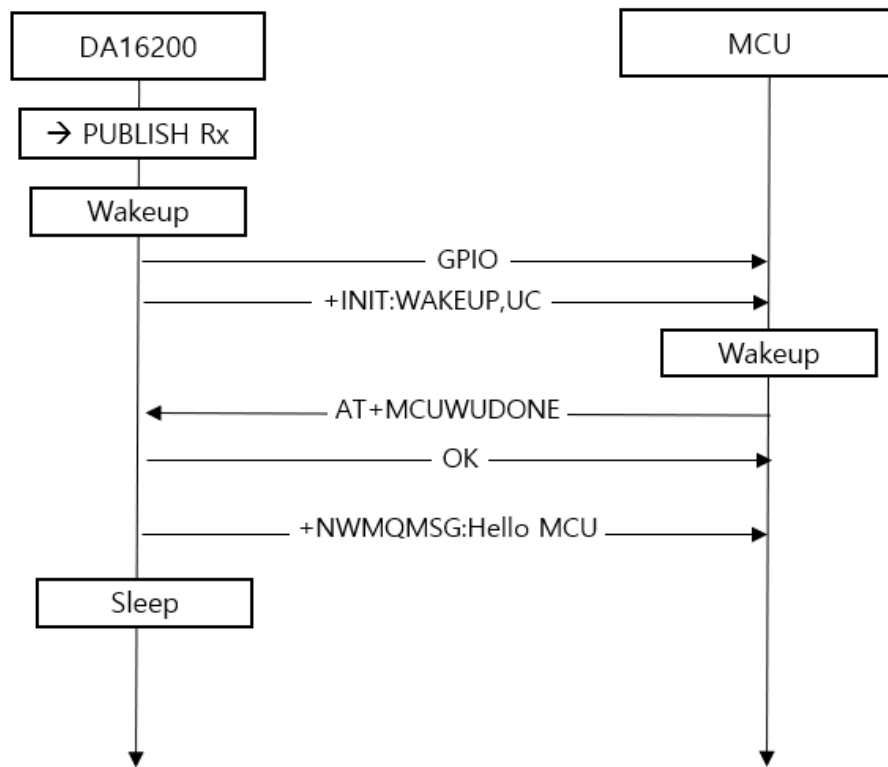 DA16200
MCU
→ PUBLISH Rx
Wakeup
GPIO
+INIT:WAKEUP,UC
Wakeup
AT+MCUWUDONE
OK
+NWMQMSG:Hello MCU
Sleep